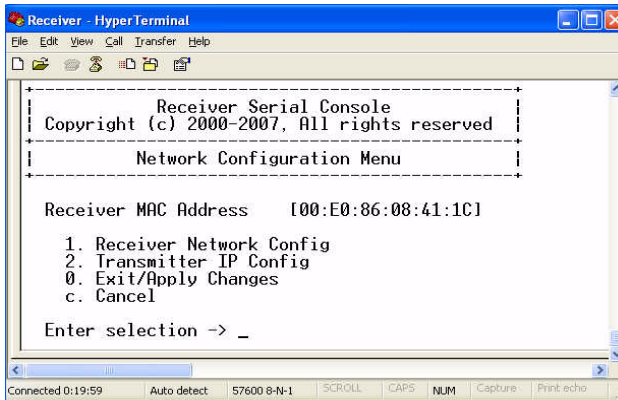 Receiver - HyperTerminal
File Edit View Call Transfer Help
Receiver Serial Console
Copyright (c) 2000-2007, All rights reserved
Network Configuration Menu
Receiver MAC Address [00:E0:86:08:41:1C]
1. Receiver Network Config
2. Transmitter IP Config
0. Exit/Apply Changes
c. Cancel
Enter selection -> _
Connected 0:19:59 Auto detect 57600 8-N-1 SCROLL CAPS NUM Capture Print echo